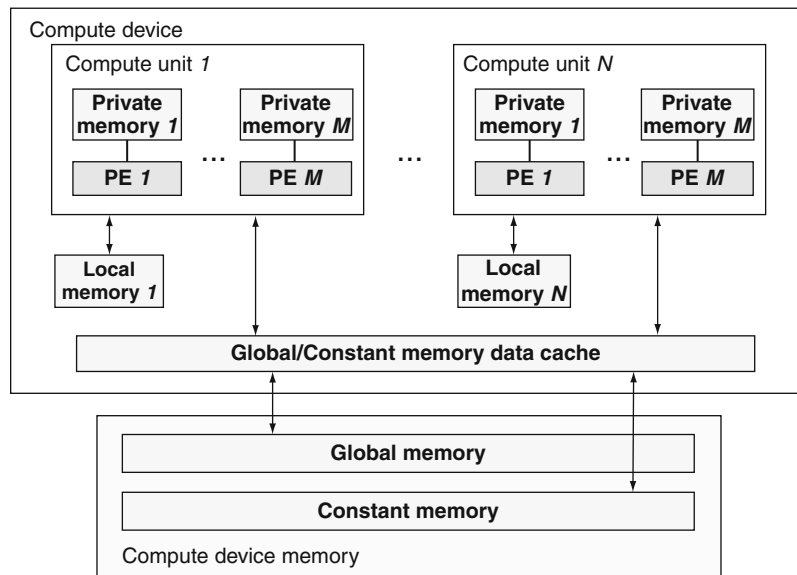 Compute device
Compute unit 1
Compute unit N
Private
memory 1
Private
memory M
Private
memory 1
Private
memory M
...
...
...
PE 1
PE M
PE 1
PE M
Local
memory 1
Local
memory N
Global/Constant memory data cache
Global memory
Constant memory
Compute device memory